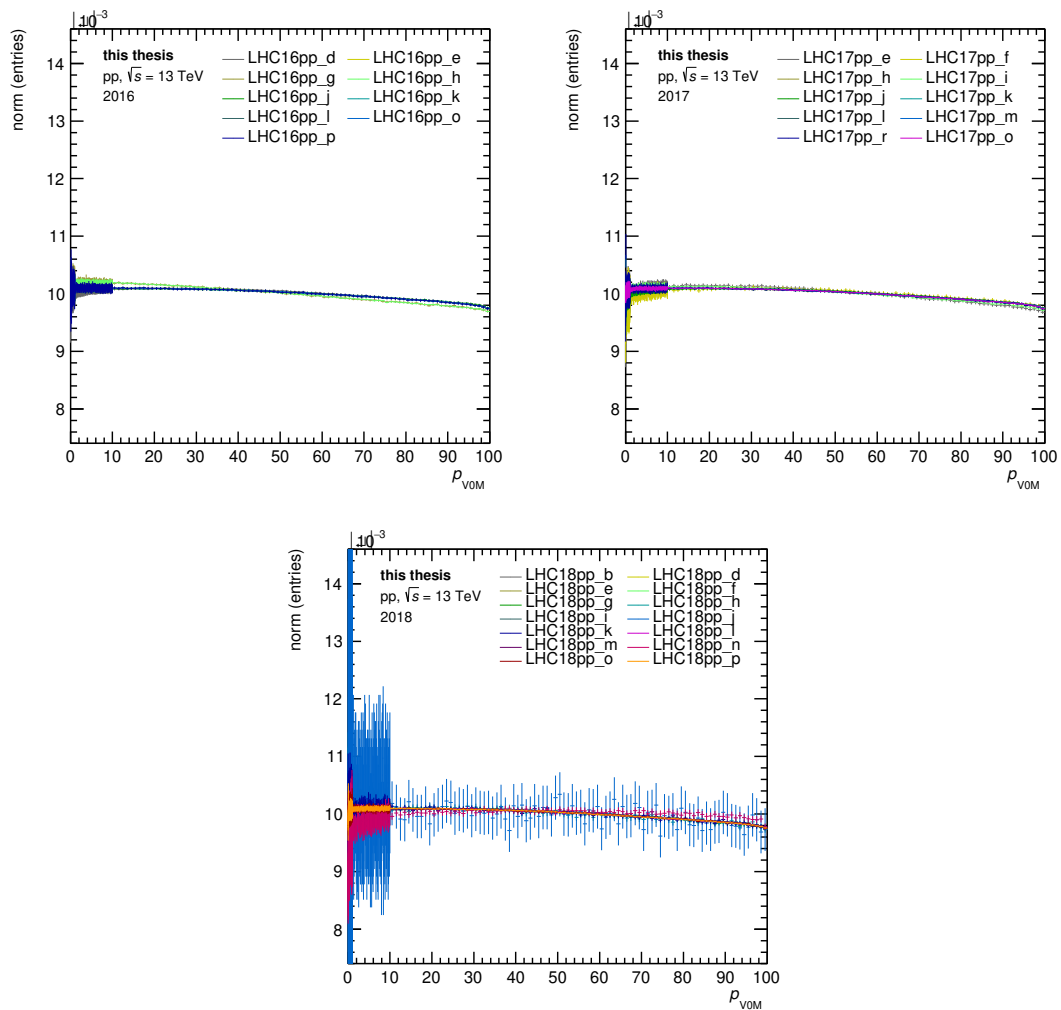 ×10⁻³
norm (entries)
this thesis
pp, √s = 13 TeV
2016
LHC16pp_d LHC16pp_e
LHC16pp_g LHC16pp_h
LHC16pp_j LHC16pp_k
LHC16pp_l LHC16pp_o
LHC16pp_p
14
13
12
11
10
9
8
0 10 20 30 40 50 60 70 80 90 100
p_V0M
×10⁻³
norm (entries)
this thesis
pp, √s = 13 TeV
2017
LHC17pp_e LHC17pp_f
LHC17pp_h LHC17pp_i
LHC17pp_j LHC17pp_k
LHC17pp_l LHC17pp_m
LHC17pp_r LHC17pp_o
14
13
12
11
10
9
8
0 10 20 30 40 50 60 70 80 90 100
p_V0M
×10⁻³
norm (entries)
this thesis
pp, √s = 13 TeV
2018
LHC18pp_b LHC18pp_d
LHC18pp_e LHC18pp_f
LHC18pp_g LHC18pp_h
LHC18pp_i LHC18pp_j
LHC18pp_k LHC18pp_l
LHC18pp_m LHC18pp_n
LHC18pp_o LHC18pp_p
14
13
12
11
10
9
8
0 10 20 30 40 50 60 70 80 90 100
p_V0M